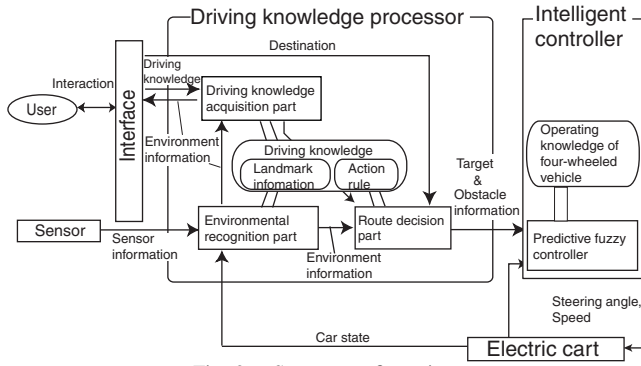 Driving knowledge processor
Intelligent
controller
Destination
Driving
knowledge
Interaction
User
Interface
Driving knowledge
acquisition part
Environment
information
Driving knowledge
Landmark
infomation
Action
rule
Operating
knowledge of
four-wheeled
vehicle
Target
&
Obstacle
information
Sensor
Sensor
information
Environmental
recognition part
Environment
information
Route decision
part
Predictive fuzzy
controller
Steering angle,
Speed
Car state
Electric cart